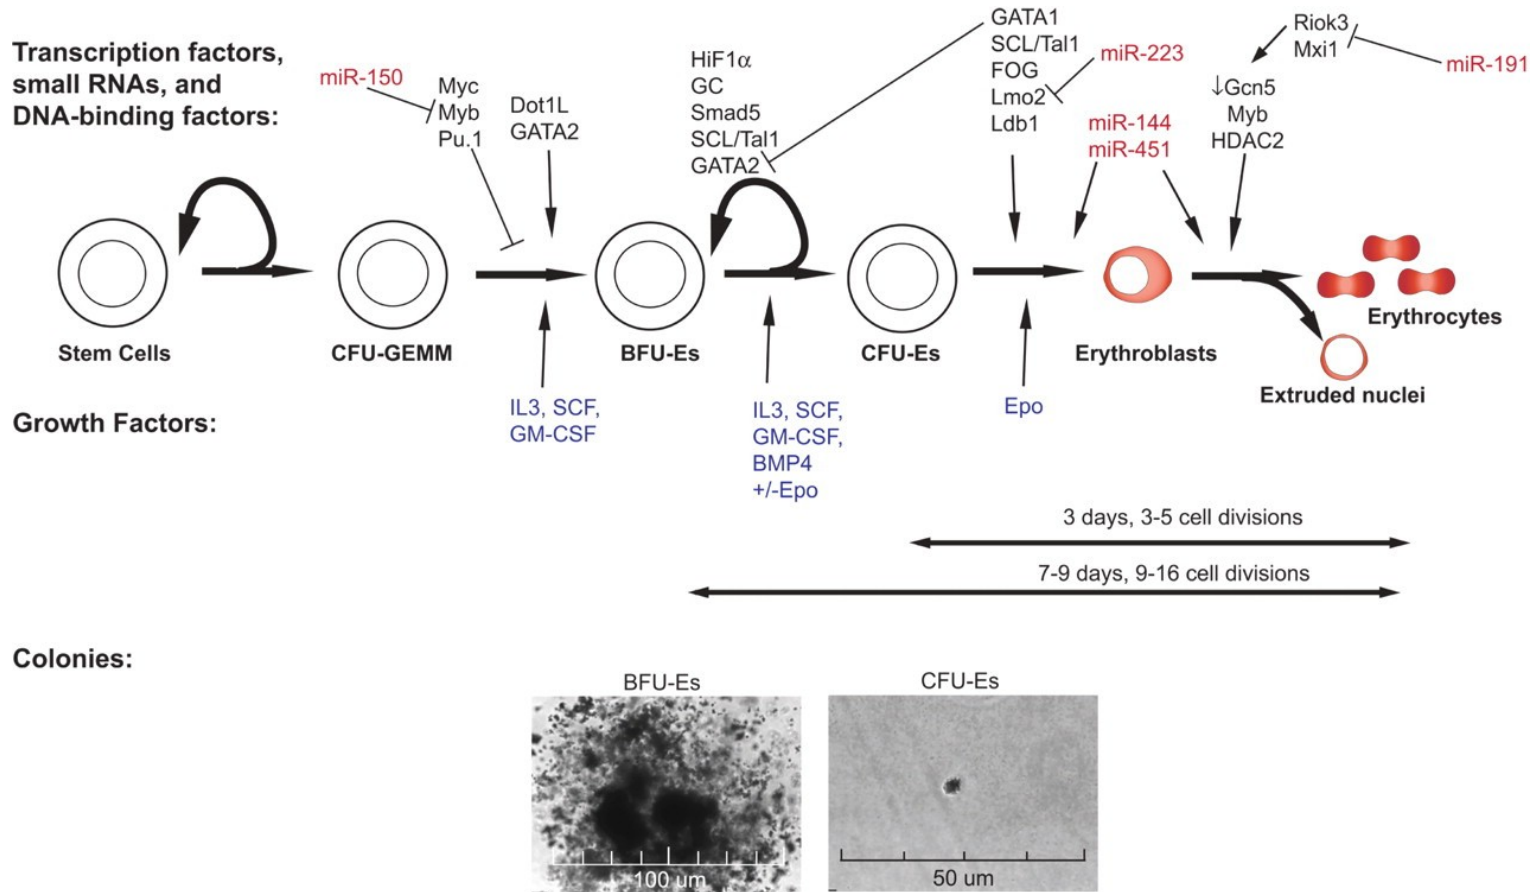 Transcription factors,
small RNAs, and
DNA-binding factors:
miR-150
Myc
Myb
Pu.1
Dot1L
GATA2
HiF1α
GC
Smad5
SCL/Tal1
GATA2
GATA1
SCL/Tal1
FOG
Lmo2
Ldb1
miR-223
miR-144
miR-451
Riok3
Mxi1
miR-191
↓Gcn5
Myb
HDAC2
Stem Cells
CFU-GEMM
BFU-Es
CFU-Es
Erythroblasts
Erythrocytes
Extruded nuclei
Growth Factors:
IL3, SCF,
GM-CSF
IL3, SCF,
GM-CSF,
BMP4
+/-Epo
Epo
3 days, 3-5 cell divisions
7-9 days, 9-16 cell divisions
Colonies:
BFU-Es
CFU-Es
100 um
50 um